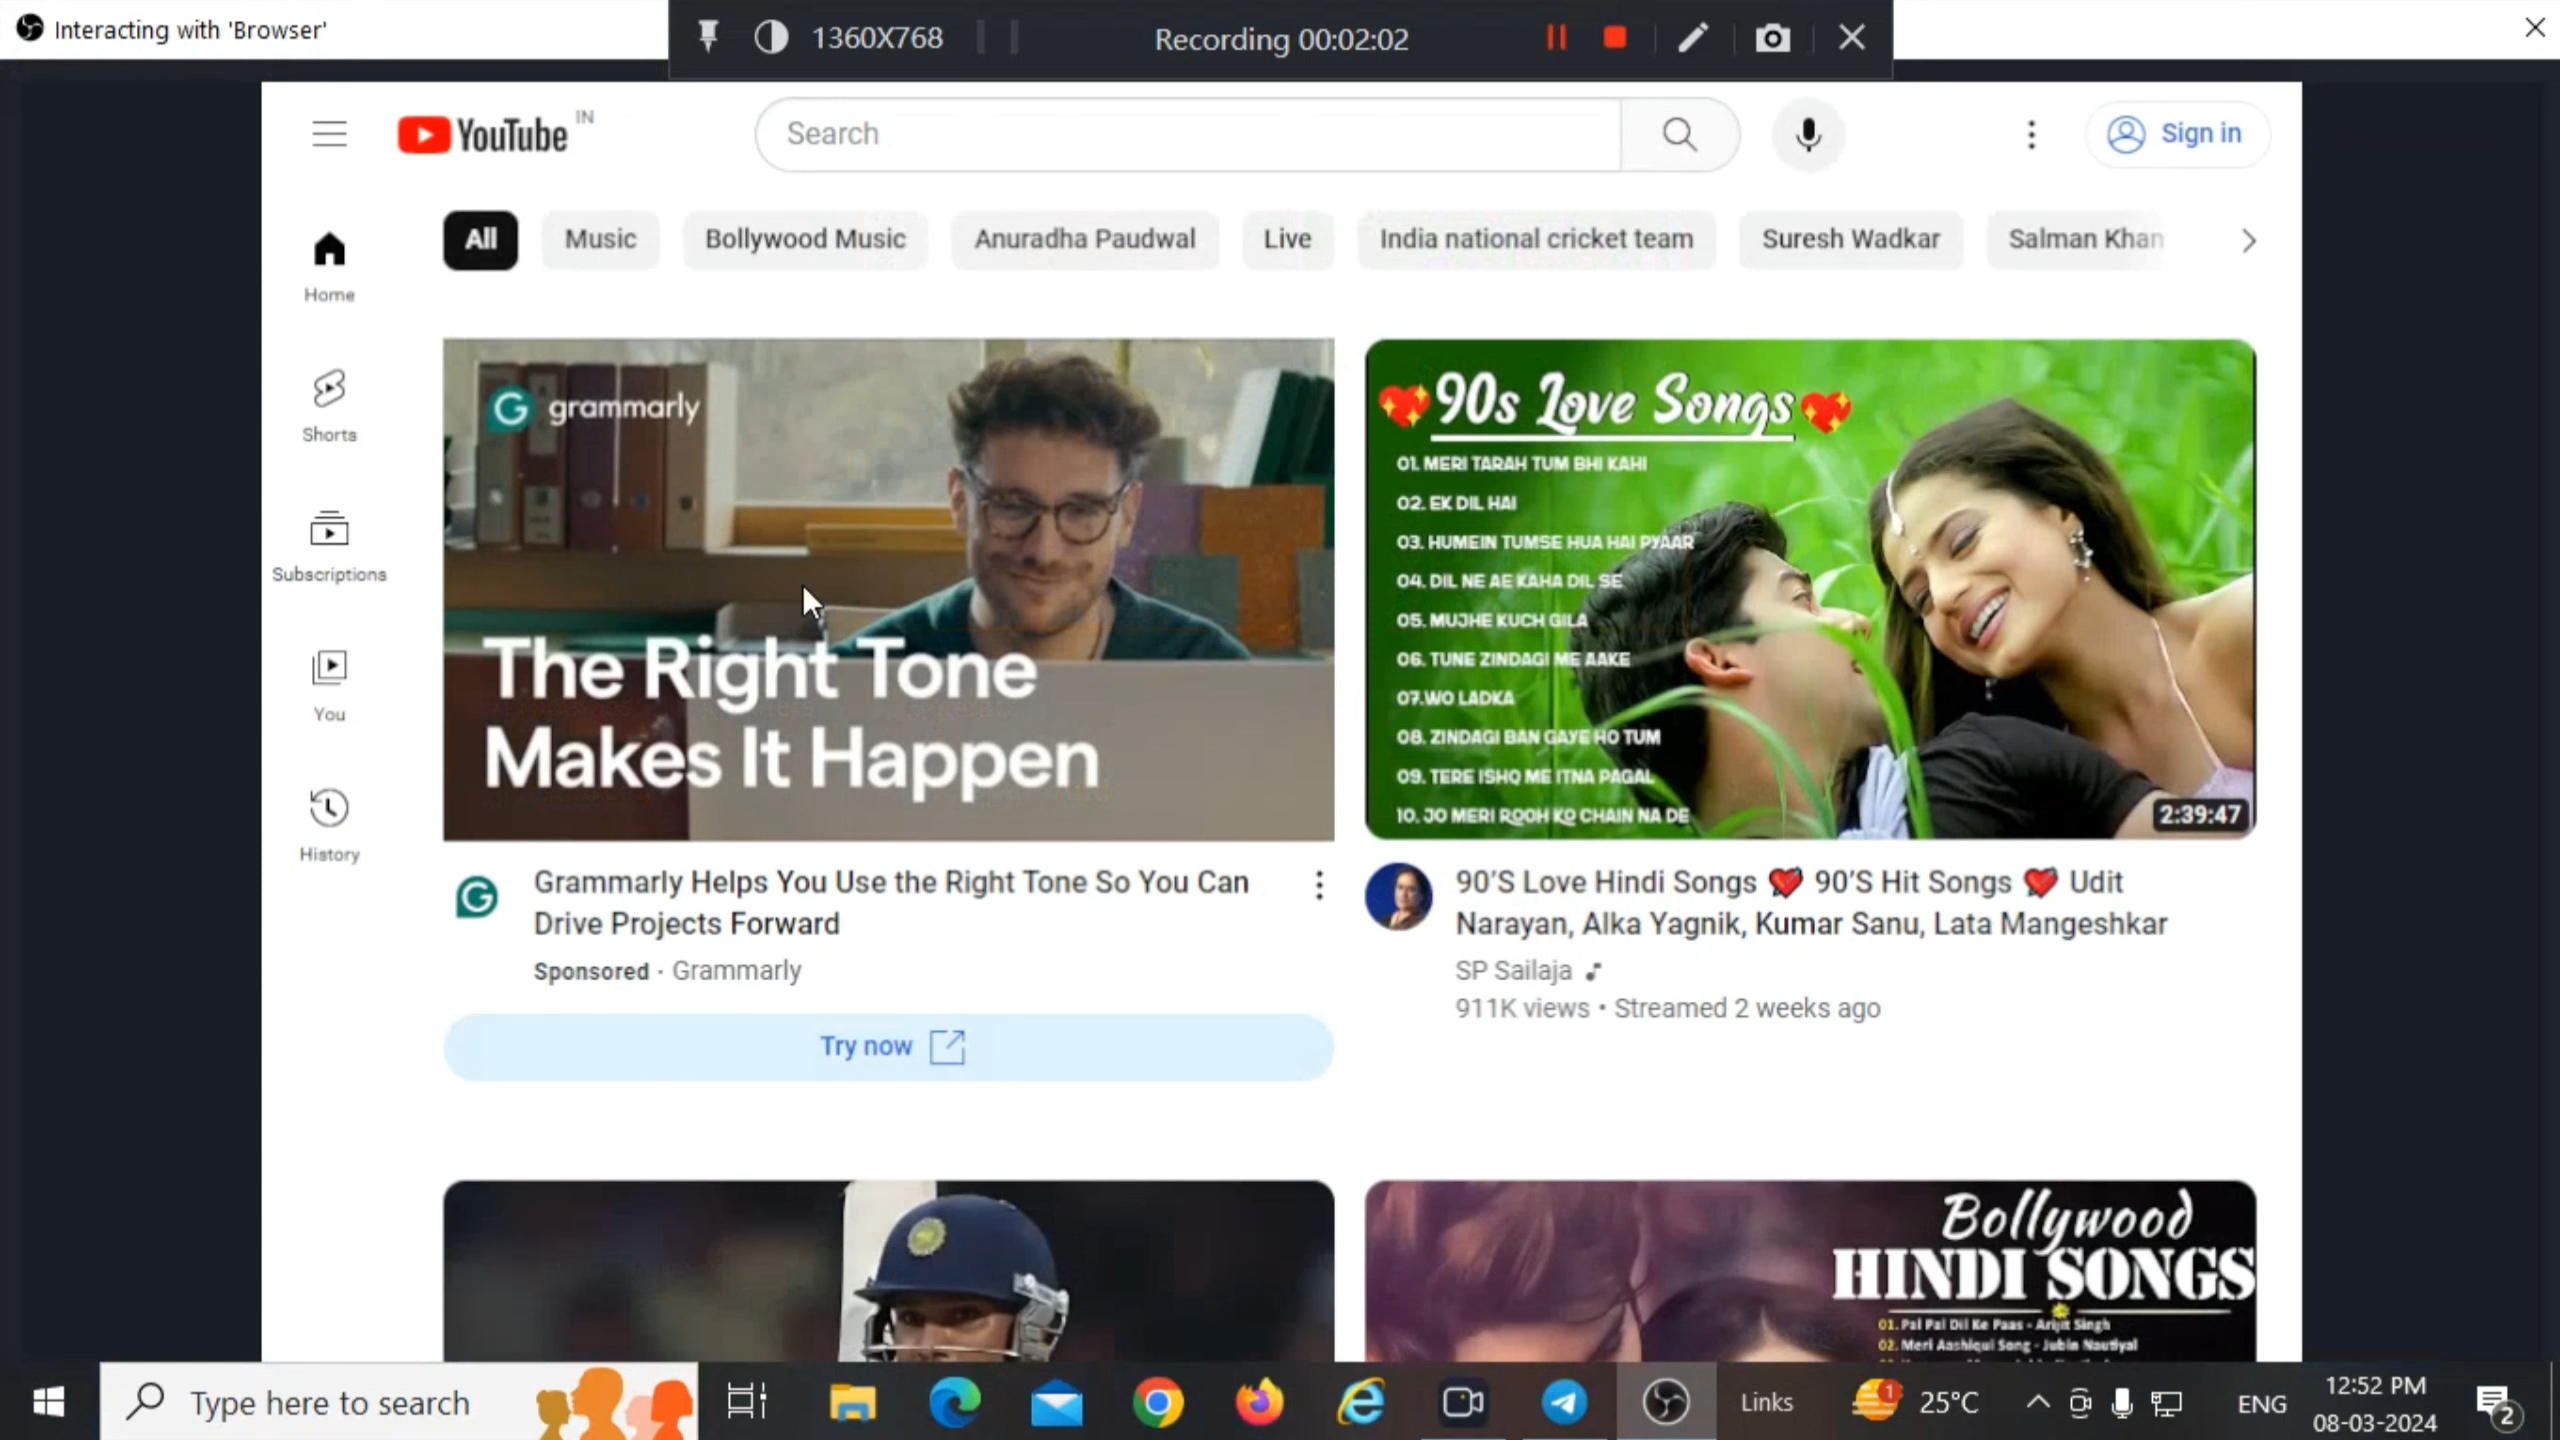 Interacting with 'Browser'
1360X768
Recording 00:02:02
YouTube IN
Search
Sign in
All
Music
Bollywood Music
Anuradha Paudwal
Live
India national cricket team
Suresh Wadkar
Salman Khan
Home
Shorts
Subscriptions
You
History
grammarly
The Right Tone
Makes It Happen
Grammarly Helps You Use the Right Tone So You Can
Drive Projects Forward
Sponsored · Grammarly
Try now
90s Love Songs
01. MERI TARAH TUM BHI KAHI
02. EK DIL HAI
03. HUMEIN TUMSE HUA HAI PYAAR
04. DIL NE AE KAHA DIL SE
05. MUJHE KUCH GILA
06. TUNE ZINDAGI ME AAKE
07.WO LADKA
08. ZINDAGI BAN GAYE HO TUM
09. TERE ISHQ ME ITNA PAGAL
10. JO MERI ROOH KO CHAIN NA DE
2:39:47
90'S Love Hindi Songs 💘 90'S Hit Songs 💘 Udit
Narayan, Alka Yagnik, Kumar Sanu, Lata Mangeshkar
SP Sailaja
911K views • Streamed 2 weeks ago
Bollywood
HINDI SONGS
01. Pal Pal Dil Ke Paas - Arijit Singh
02. Meri Aashiqui Song - Jubin Nautiyal
Type here to search
Links
1
25°C
ENG
12:52 PM
08-03-2024
2